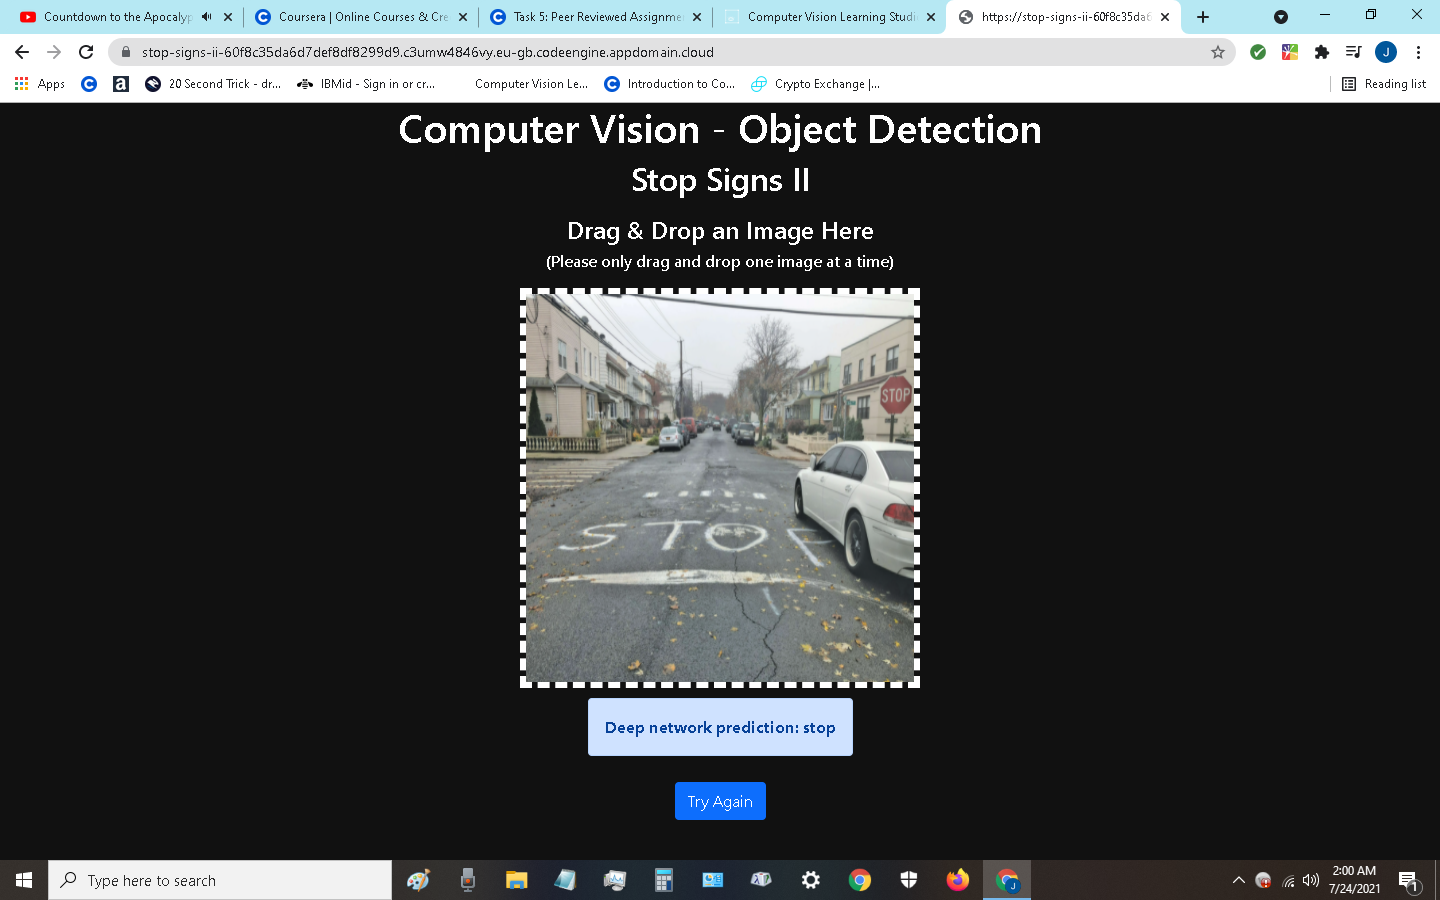 Countdown to the Apocalyp
Coursera | Online Courses & Cre
Task 5: Peer Reviewed Assignme
Computer Vision Learning Studi
https://stop-signs-ii-60f8c35da6
stop-signs-ii-60f8c35da6d7def8df8299d9.c3umw4846vy.eu-gb.codeengine.appdomain.cloud
J
Apps
20 Second Trick - dr...
IBMid - Sign in or cr...
Computer Vision Le...
Introduction to Co...
Crypto Exchange |...
Reading list
Computer Vision - Object Detection
Stop Signs II
Drag & Drop an Image Here
(Please only drag and drop one image at a time)
STOP
STOP
Deep network prediction: stop
Try Again
Type here to search
J
2:00 AM
7/24/2021
1